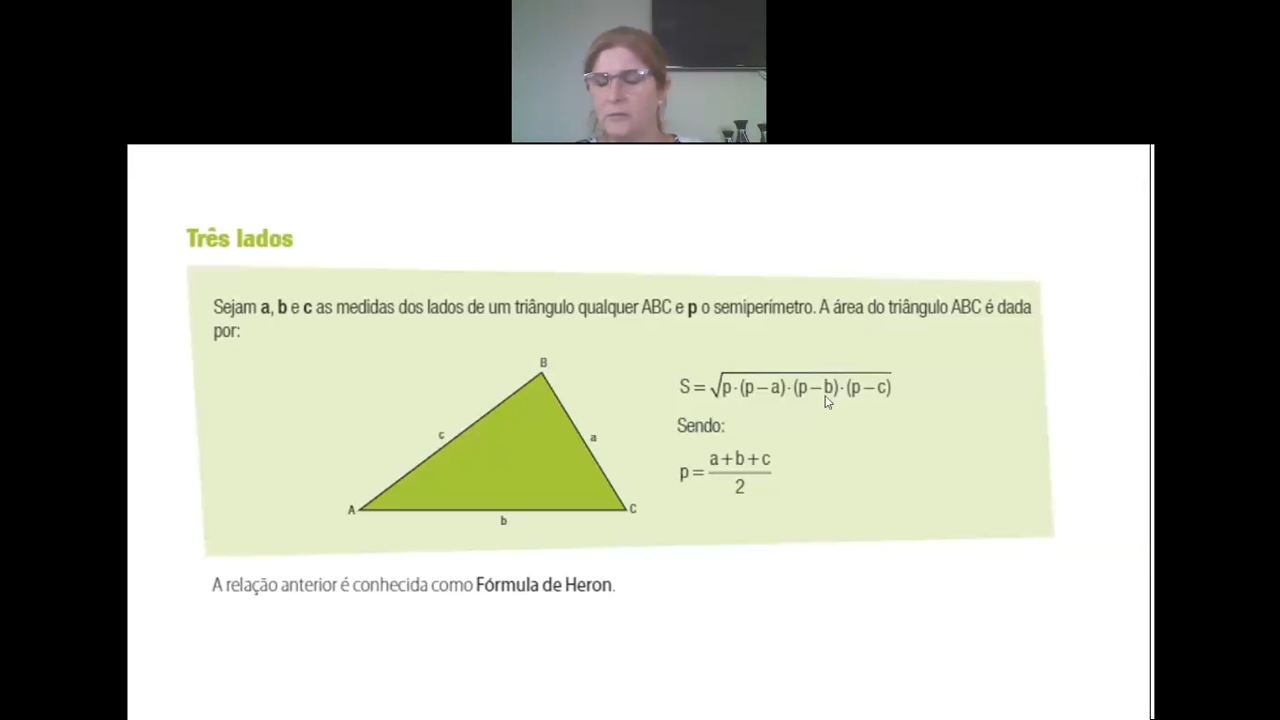 Três lados
Sejam a, b e c as medidas dos lados de um triângulo qualquer ABC e p o semiperímetro. A área do triângulo ABC é dada
por:
B
S = √p·(p–a)·(p–b)·(p–c)
c
a
Sendo:
p = a+b+c
2
A
C
b
A relação anterior é conhecida como Fórmula de Heron.